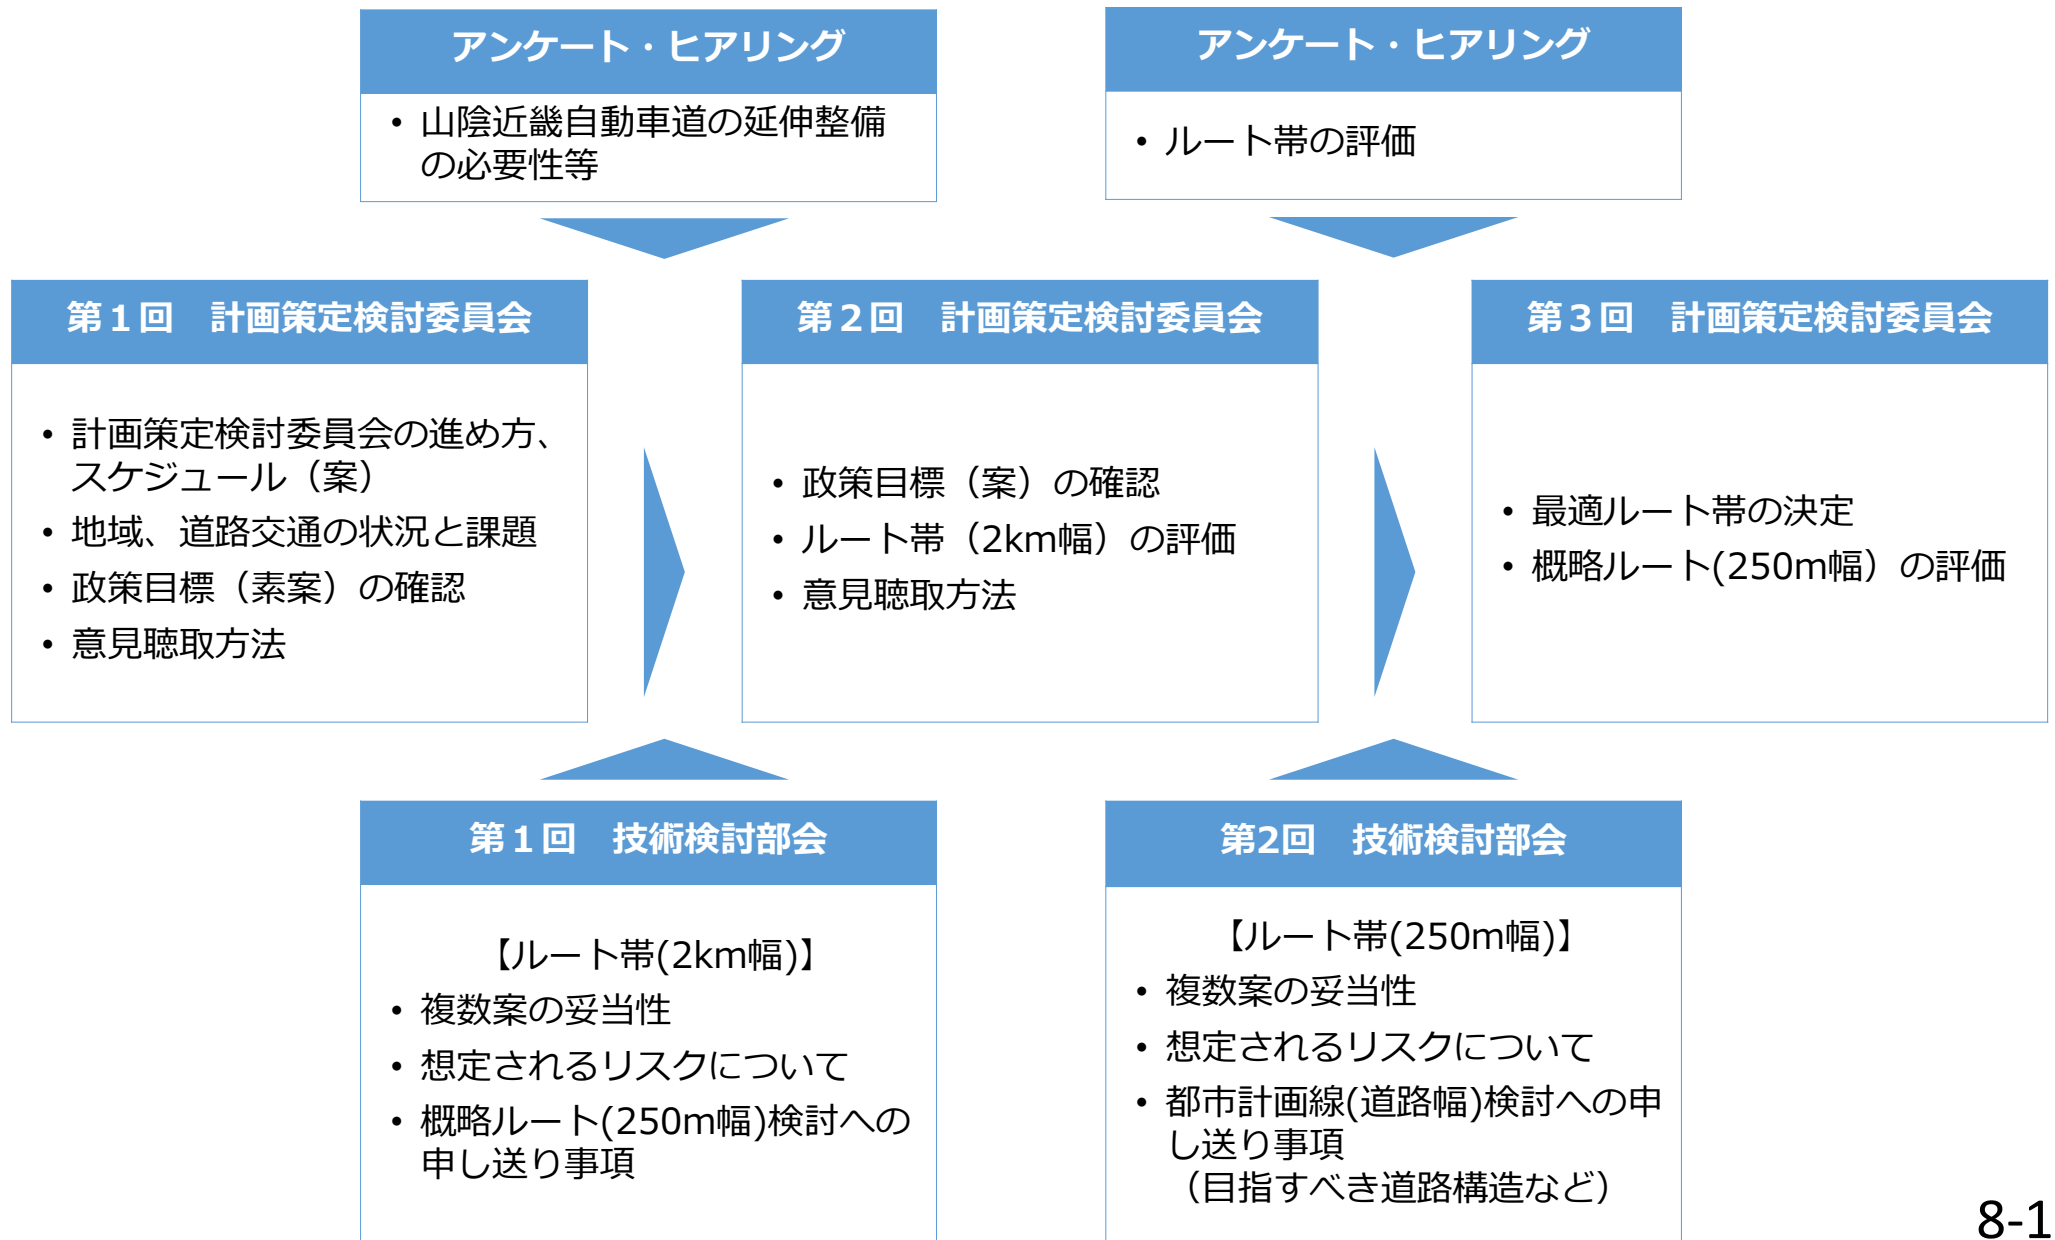 アンケート・ヒアリング
• 山陰近畿自動車道の延伸整備
の必要性等
アンケート・ヒアリング
• ルート帯の評価
第１回　計画策定検討委員会
• 計画策定検討委員会の進め方、
スケジュール（案）
• 地域、道路交通の状況と課題
• 政策目標（素案）の確認
• 意見聴取方法
第２回　計画策定検討委員会
• 政策目標（案）の確認
• ルート帯（2km幅）の評価
• 意見聴取方法
第３回　計画策定検討委員会
• 最適ルート帯の決定
• 概略ルート(250m幅）の評価
第１回　技術検討部会
【ルート帯(2km幅)】
• 複数案の妥当性
• 想定されるリスクについて
• 概略ルート(250m幅)検討への
申し送り事項
第2回　技術検討部会
【ルート帯(250m幅)】
• 複数案の妥当性
• 想定されるリスクについて
• 都市計画線(道路幅)検討への申
し送り事項
（目指すべき道路構造など）
8-1